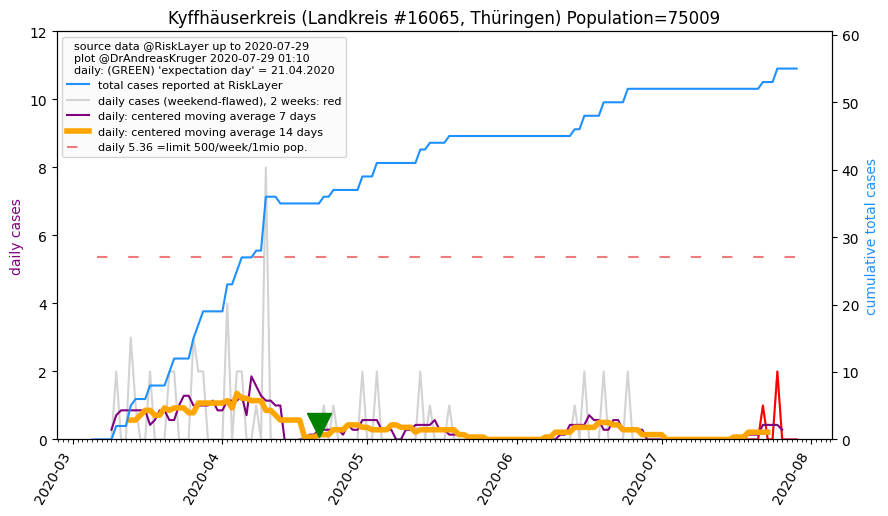 Kyffhäuserkreis (Landkreis #16065, Thüringen) Population=75009
source data @RiskLayer up to 2020-07-29
plot @DrAndreasKruger 2020-07-29 01:10
daily: (GREEN) 'expectation day' = 21.04.2020
total cases reported at RiskLayer
daily cases (weekend-flawed), 2 weeks: red
daily: centered moving average 7 days
daily: centered moving average 14 days
daily 5.36 =limit 500/week/1mio pop.
daily cases
12
10
8
6
4
2
0
60
50
40
30
20
10
0
cumulative total cases
2020-03
2020-04
2020-05
2020-06
2020-07
2020-08